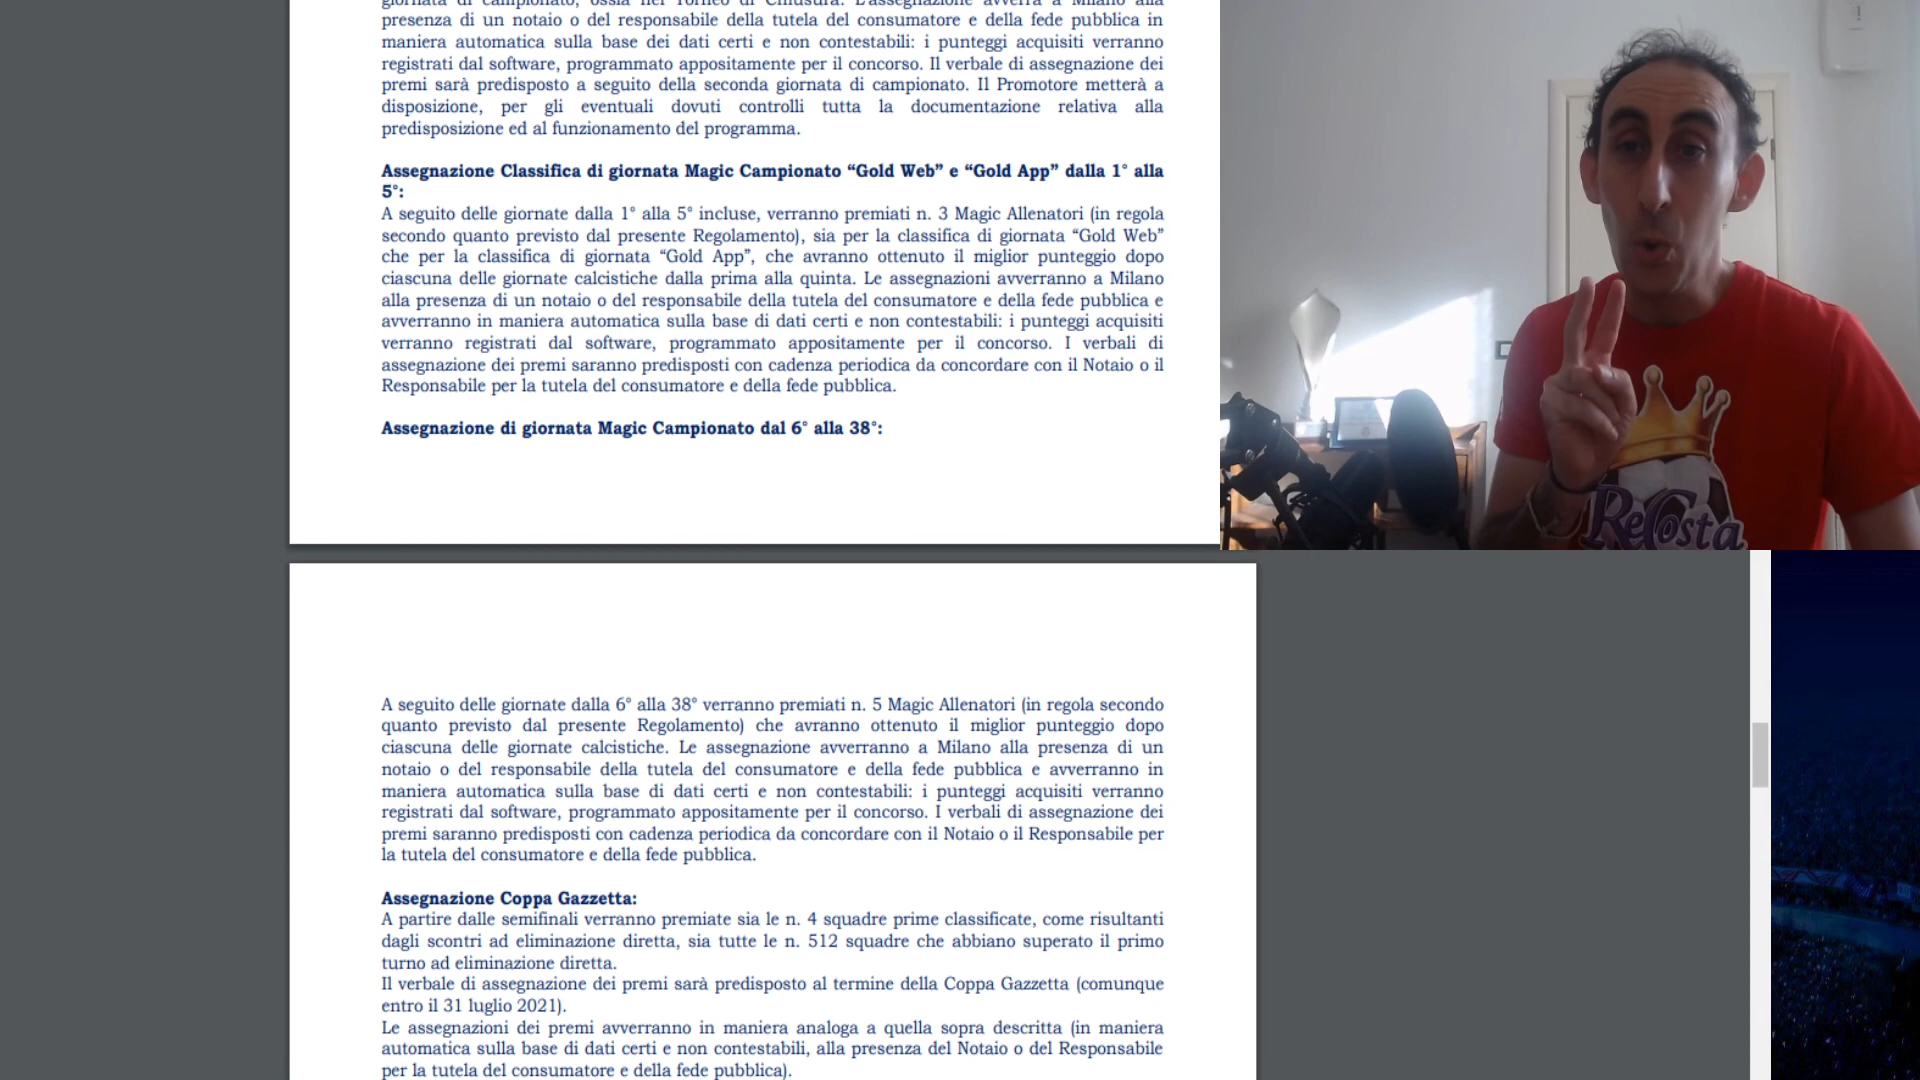 giornata di campionato, ossia nel Torneo di Chiusura. L'assegnazione avverrà a Milano alla
presenza di un notaio o del responsabile della tutela del consumatore e della fede pubblica in
maniera automatica sulla base dei dati certi e non contestabili: i punteggi acquisiti verranno
registrati dal software, programmato appositamente per il concorso. Il verbale di assegnazione dei
premi sarà predisposto a seguito della seconda giornata di campionato. Il Promotore metterà a
disposizione, per gli eventuali dovuti controlli tutta la documentazione relativa alla
predisposizione ed al funzionamento del programma.
Assegnazione Classifica di giornata Magic Campionato “Gold Web” e “Gold App” dalla 1° alla
5°:
A seguito delle giornate dalla 1° alla 5° incluse, verranno premiati n. 3 Magic Allenatori (in regola
secondo quanto previsto dal presente Regolamento), sia per la classifica di giornata “Gold Web”
che per la classifica di giornata “Gold App”, che avranno ottenuto il miglior punteggio dopo
ciascuna delle giornate calcistiche dalla prima alla quinta. Le assegnazioni avverranno a Milano
alla presenza di un notaio o del responsabile della tutela del consumatore e della fede pubblica e
avverranno in maniera automatica sulla base di dati certi e non contestabili: i punteggi acquisiti
verranno registrati dal software, programmato appositamente per il concorso. I verbali di
assegnazione dei premi saranno predisposti con cadenza periodica da concordare con il Notaio o il
Responsabile per la tutela del consumatore e della fede pubblica.
Assegnazione di giornata Magic Campionato dal 6° alla 38°:
A seguito delle giornate dalla 6° alla 38° verranno premiati n. 5 Magic Allenatori (in regola secondo
quanto previsto dal presente Regolamento) che avranno ottenuto il miglior punteggio dopo
ciascuna delle giornate calcistiche. Le assegnazione avverranno a Milano alla presenza di un
notaio o del responsabile della tutela del consumatore e della fede pubblica e avverranno in
maniera automatica sulla base di dati certi e non contestabili: i punteggi acquisiti verranno
registrati dal software, programmato appositamente per il concorso. I verbali di assegnazione dei
premi saranno predisposti con cadenza periodica da concordare con il Notaio o il Responsabile per
la tutela del consumatore e della fede pubblica.
Assegnazione Coppa Gazzetta:
A partire dalle semifinali verranno premiate sia le n. 4 squadre prime classificate, come risultanti
dagli scontri ad eliminazione diretta, sia tutte le n. 512 squadre che abbiano superato il primo
turno ad eliminazione diretta.
Il verbale di assegnazione dei premi sarà predisposto al termine della Coppa Gazzetta (comunque
entro il 31 luglio 2021).
Le assegnazioni dei premi avverranno in maniera analoga a quella sopra descritta (in maniera
automatica sulla base di dati certi e non contestabili, alla presenza del Notaio o del Responsabile
per la tutela del consumatore e della fede pubblica).
ReCosta